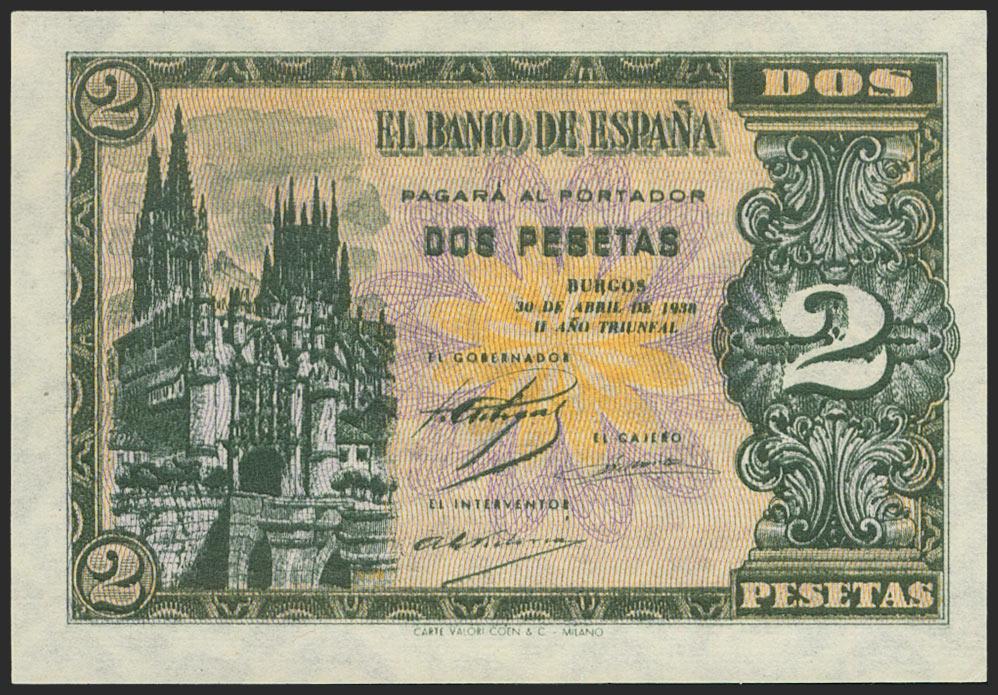 2
DOS
EL BANCO DE ESPAÑA
PAGARÁ AL PORTADOR
DOS PESETAS
BURGOS
30 DE ABRIL DE 1938
II AÑO TRIUNFAL
2
EL GOBERNADOR
EL CAJERO
EL INTERVENTOR,
2
PESETAS
CARTE VALORI COEN & C. - MILANO